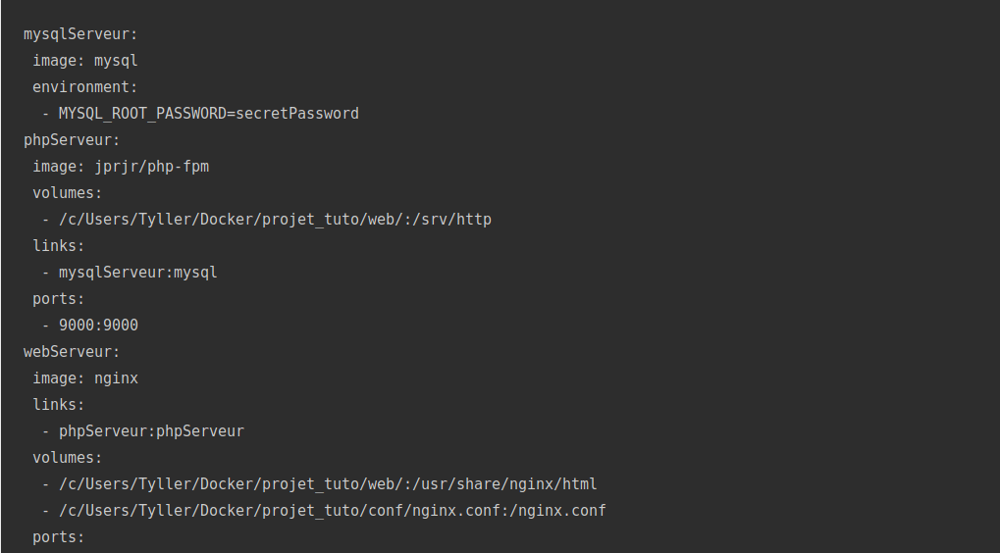 mysqlServeur:
image: mysql
environment:
- MYSQL_ROOT_PASSWORD=secretPassword
phpServeur:
image: jprjr/php-fpm
volumes:
- /c/Users/Tyller/Docker/projet_tuto/web/:/srv/http
links:
- mysqlServeur:mysql
ports:
- 9000:9000
webServeur:
image: nginx
links:
- phpServeur:phpServeur
volumes:
- /c/Users/Tyller/Docker/projet_tuto/web/:/usr/share/nginx/html
- /c/Users/Tyller/Docker/projet_tuto/conf/nginx.conf:/nginx.conf
ports: